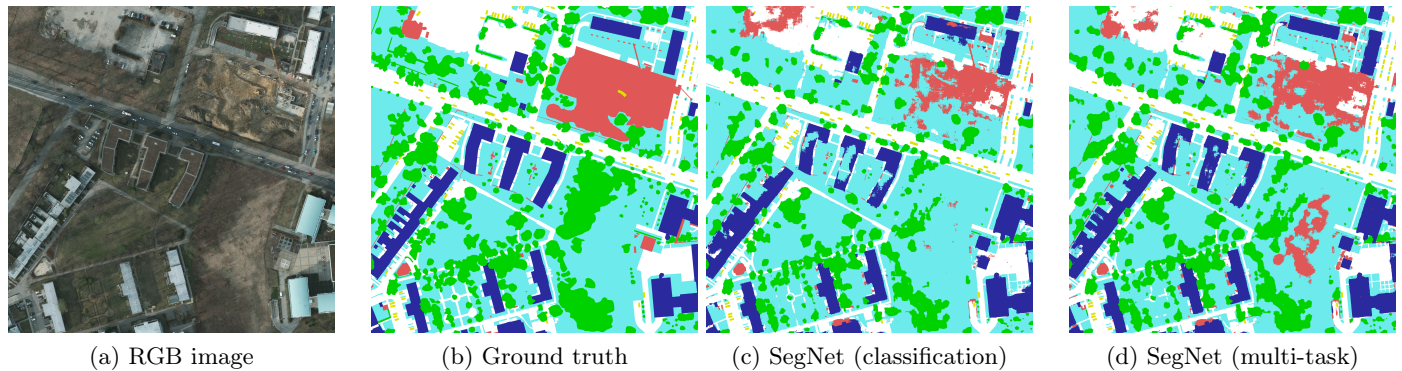 (a) RGB image
(b) Ground truth
(c) SegNet (classification)
(d) SegNet (multi-task)